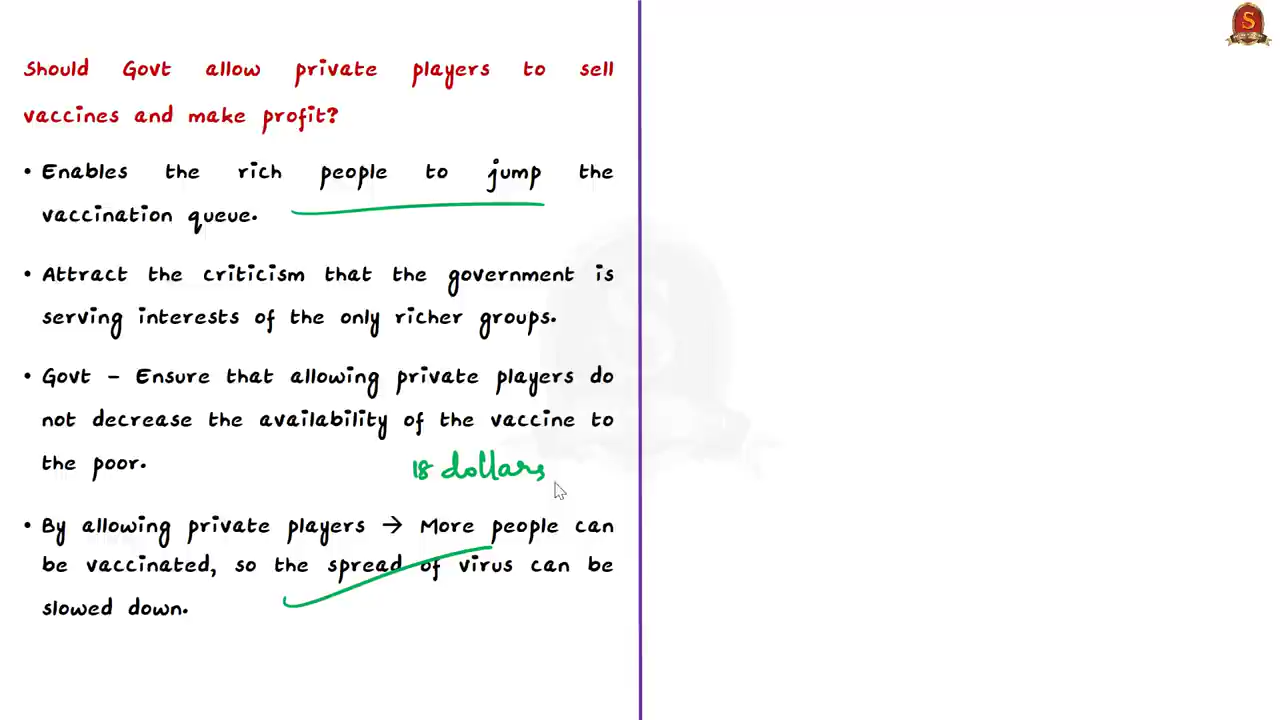 Should Govt allow private players to sell
vaccines and make profit?
• Enables the rich people to jump the
vaccination queue.
• Attract the criticism that the government is
serving interests of the only richer groups.
• Govt – Ensure that allowing private players do
not decrease the availability of the vaccine to
the poor.
18 dollars
• By allowing private players → More people can
be vaccinated, so the spread of virus can be
slowed down.
S